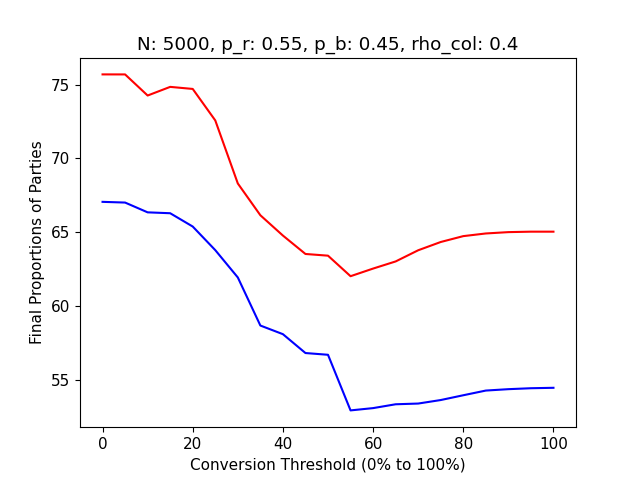 N: 5000, p_r: 0.55, p_b: 0.45, rho_col: 0.4
Final Proportions of Parties
75
70
65
60
55
0 20 40 60 80 100
Conversion Threshold (0% to 100%)